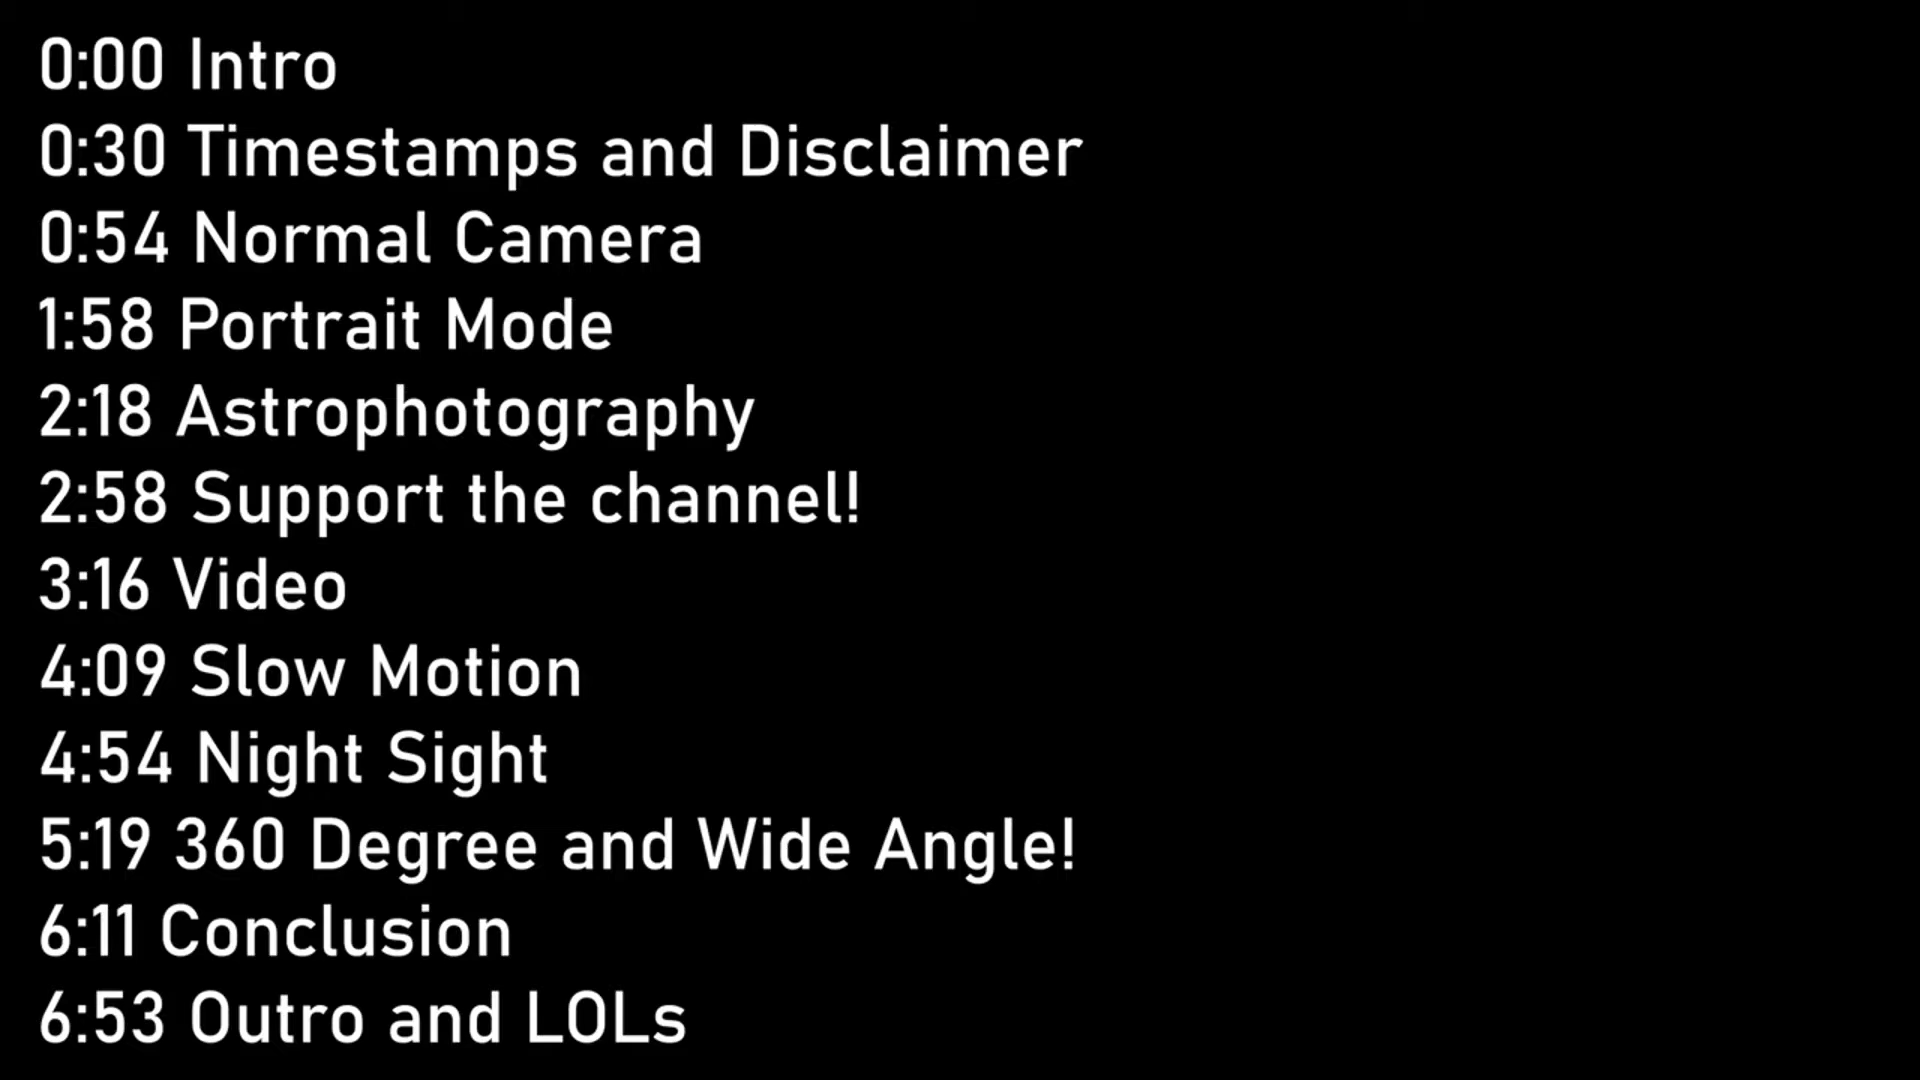 0:00 Intro
0:30 Timestamps and Disclaimer
0:54 Normal Camera
1:58 Portrait Mode
2:18 Astrophotography
2:58 Support the channel!
3:16 Video
4:09 Slow Motion
4:54 Night Sight
5:19 360 Degree and Wide Angle!
6:11 Conclusion
6:53 Outro and LOLs